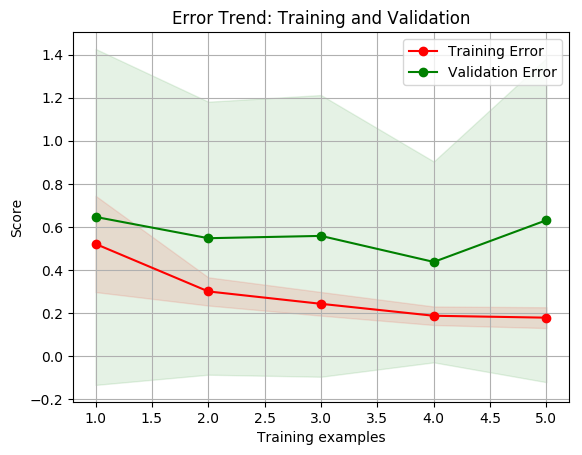 Error Trend: Training and Validation
Training Error
Validation Error
1.4
1.2
1.0
0.8
0.6
0.4
0.2
0.0
−0.2
Score
1.0 1.5 2.0 2.5 3.0 3.5 4.0 4.5 5.0
Training examples